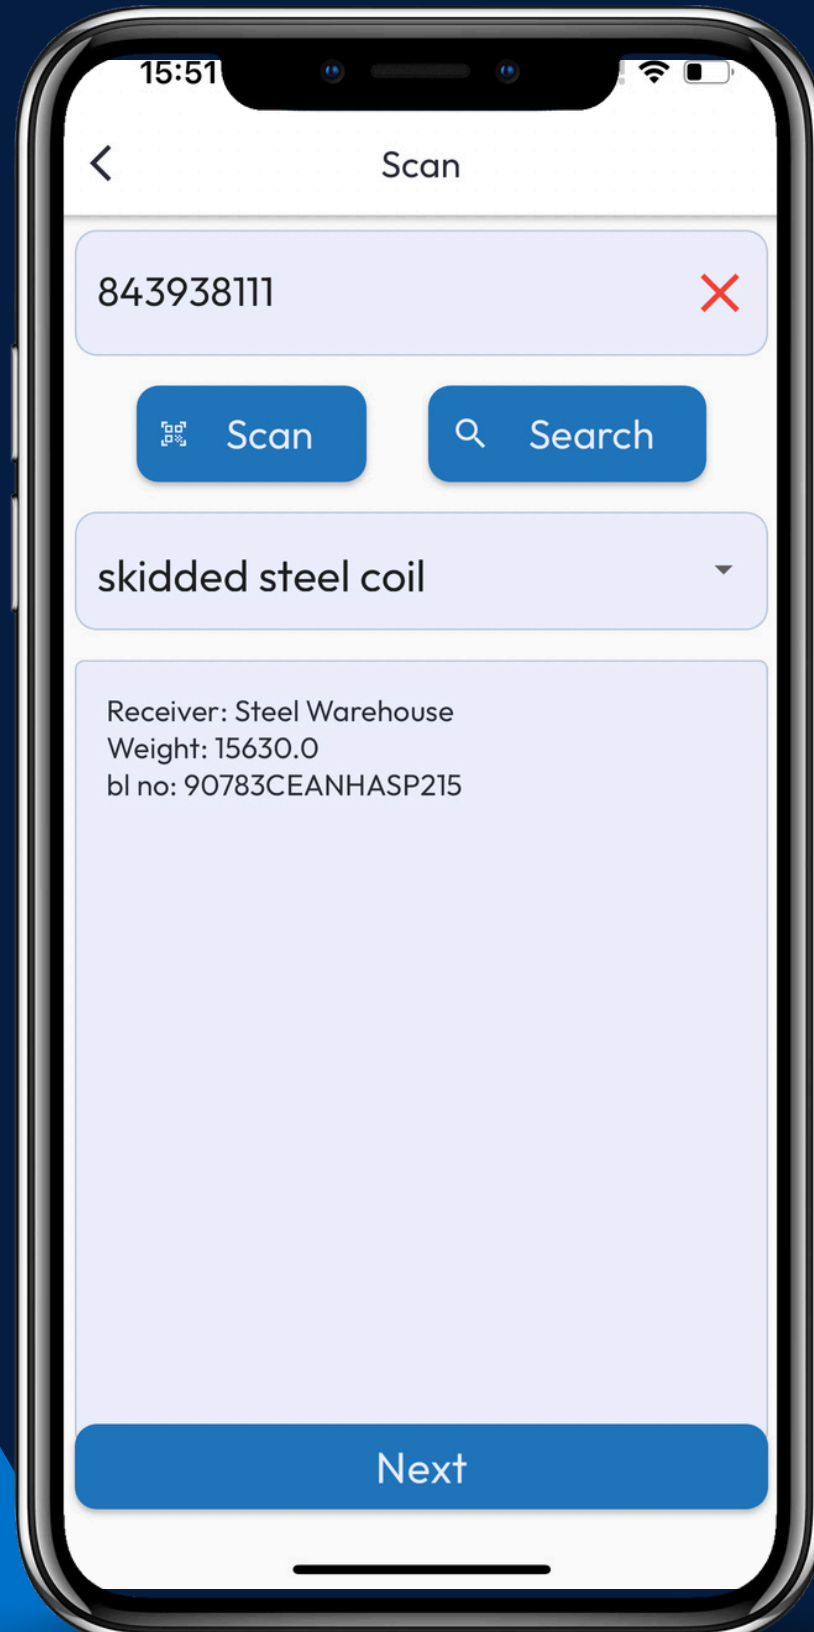 15:51
Scan
843938111
Scan
Search
skidded steel coil
Receiver: Steel Warehouse
Weight: 15630.0
bl no: 90783CEANHASP215
Next